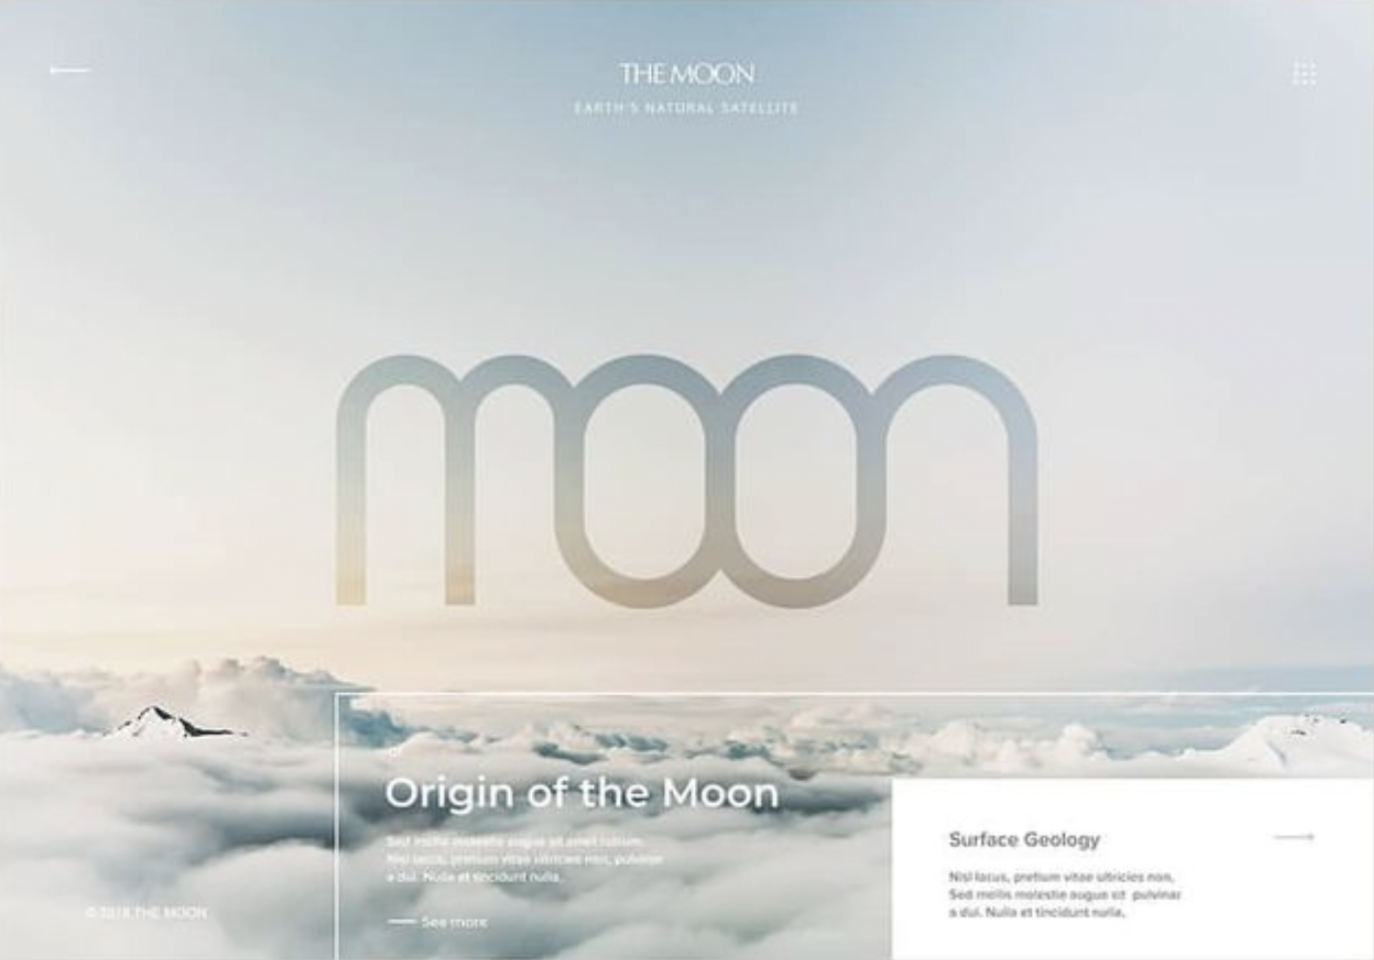 THE MOON
EARTH'S NATURAL SATELLITE
moon
Origin of the Moon
Sed mollis molestie augue sit amet rutrum.
Nisl lacus, pretium vitae ultricies non, pulvinar
a dui. Nulla et tincidunt nulla.
See more
Surface Geology
Nisl lacus, pretium vitae ultricies non,
Sed mollis molestie augue sit pulvinar
a dui. Nulla et tincidunt nulla,
© 2018 THE MOON